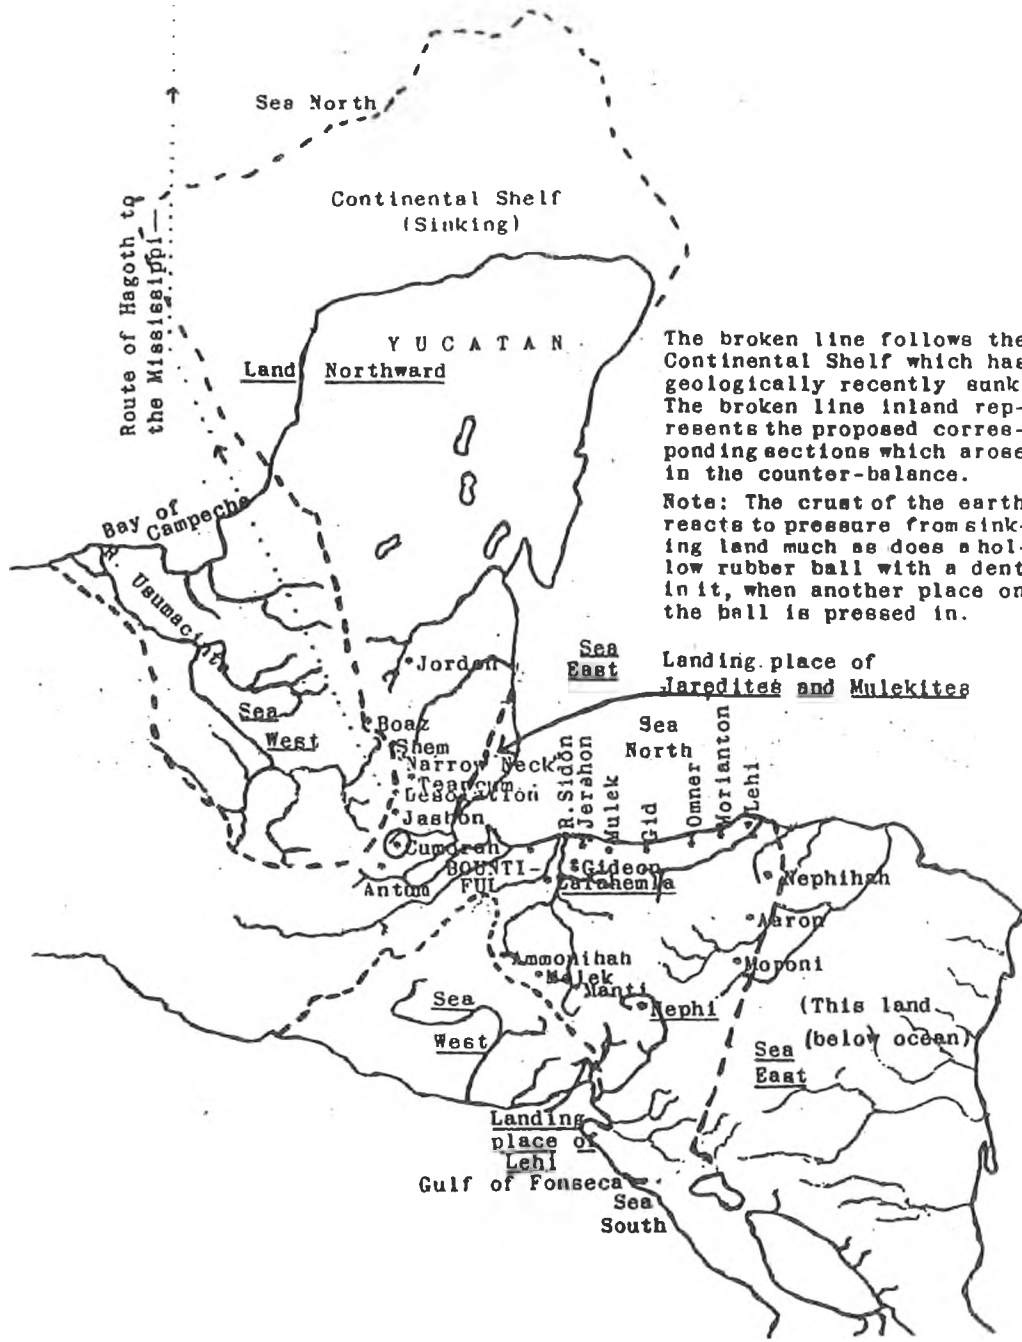 Sea North
Continental Shelf
(Sinking)
Route of Hagoth to
the Mississippi—
YUCATAN
Land Northward
The broken line follows the
Continental Shelf which has
geologically recently sunk
The broken line inland rep-
resents the proposed corres-
ponding sections which arose
in the counter-balance.
Note: The crust of the earth
reacts to pressure from sink-
ing land much as does a hol-
low rubber ball with a dent
in it, when another place on
the ball is pressed in.
Bay of
Campeche
R. Usumacinta
Jordan
Sea
East
Landing place of
Jaredites and Mulekites
Sea
West
Boaz
Shem
Narrow Neck
Teancum
Desolation
Jashon
Cumorah
Antum
BOUNTI-
FUL
Sea
North
R. Sidon
Jershon
Mulek
Gid
Omner
Morianton
Lehi
Gideon
Zarahemla
Nephihah
Aaron
Moroni
Ammonihah
Melek
Manti
Nephi
Sea
West
(This land
(below ocean)
Sea
East
Landing
place of
Lehi
Gulf of Fonseca
Sea
South